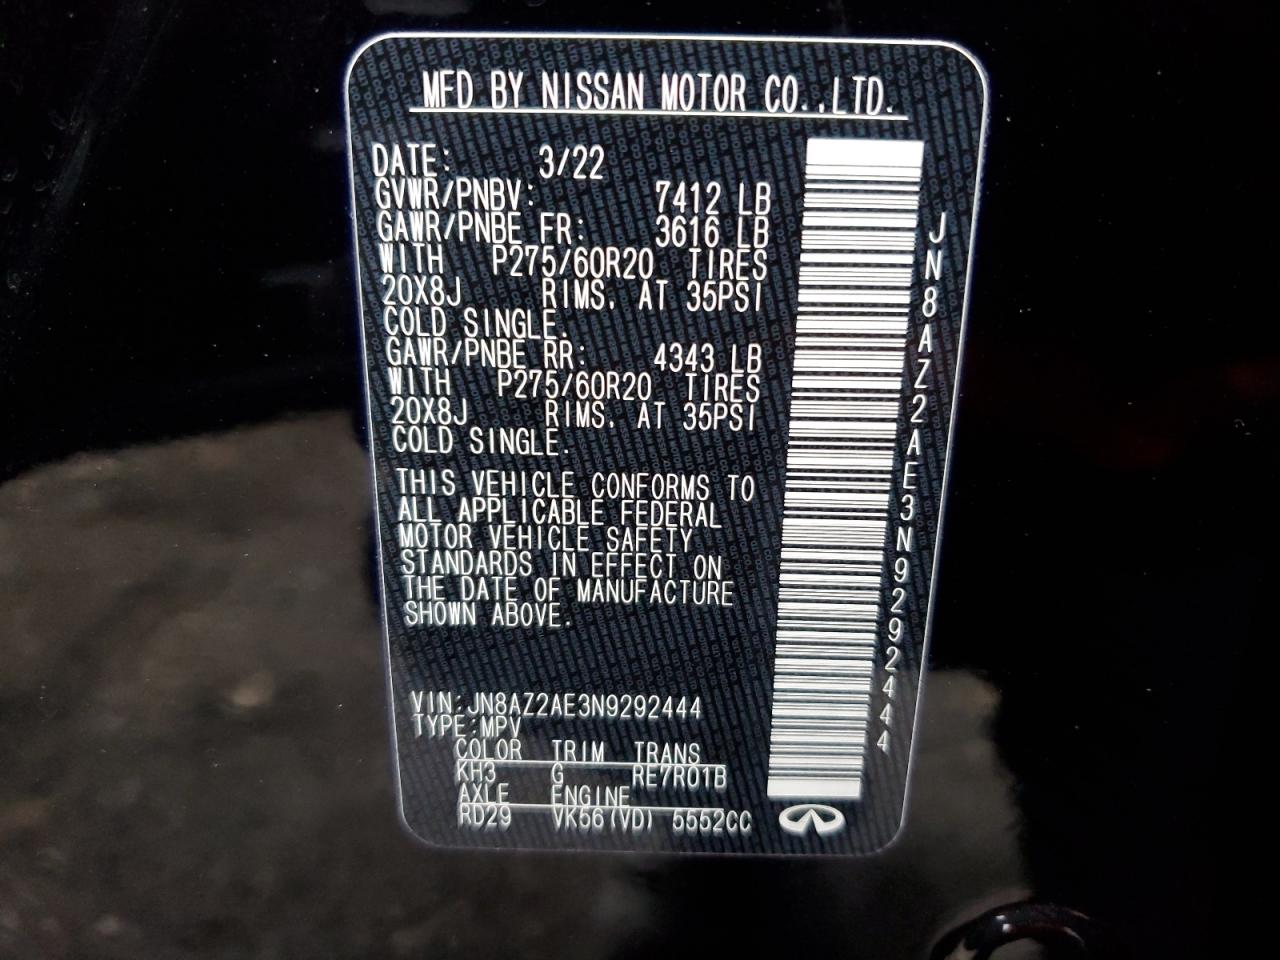 MFD BY NISSAN MOTOR CO.,LTD.
DATE: 3/22
GVWR/PNBV: 7412 LB
GAWR/PNBE FR: 3616 LB
WITH P275/60R20 TIRES
20X8J RIMS, AT 35PSI
COLD SINGLE.
GAWR/PNBE RR: 4343 LB
WITH P275/60R20 TIRES
20X8J RIMS, AT 35PSI
COLD SINGLE.
THIS VEHICLE CONFORMS TO
ALL APPLICABLE FEDERAL
MOTOR VEHICLE SAFETY
STANDARDS IN EFFECT ON
THE DATE OF MANUFACTURE
SHOWN ABOVE.
VIN:JN8AZ2AE3N9292444
TYPE:MPV
COLOR TRIM TRANS
KH3 G RE7R01B
AXLE ENGINE
RD29 VK56(VD) 5552CC
JN8AZ2AE3N9292444